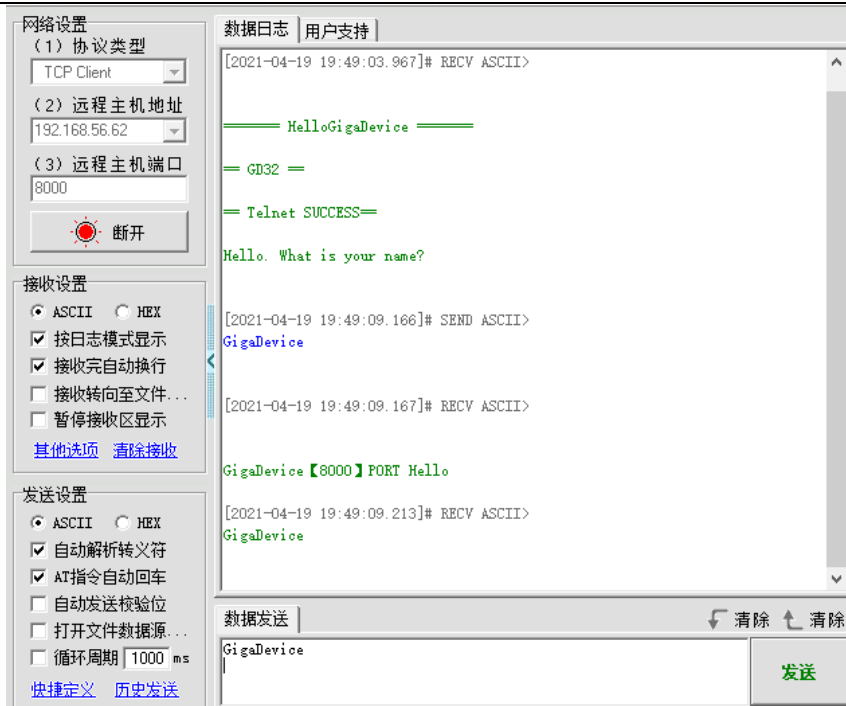 网络设置
（1）协议类型
TCP Client
（2）远程主机地址
192.168.56.62
（3）远程主机端口
8000
断开
接收设置
ASCII HEX
按日志模式显示
接收完自动换行
接收转向至文件...
暂停接收区显示
其他选项 清除接收
发送设置
ASCII HEX
自动解析转义符
AT指令自动回车
自动发送校验位
打开文件数据源...
循环周期 1000 ms
快捷定义 历史发送
数据日志 用户支持
[2021-04-19 19:49:03.967]# RECV ASCII>
====== HelloGigaDevice ======
== GD32 ==
== Telnet SUCCESS==
Hello. What is your name?
[2021-04-19 19:49:09.166]# SEND ASCII>
GigaDevice
[2021-04-19 19:49:09.167]# RECV ASCII>
GigaDevice【8000】PORT Hello
[2021-04-19 19:49:09.213]# RECV ASCII>
GigaDevice
数据发送 清除 清除
GigaDevice
发送